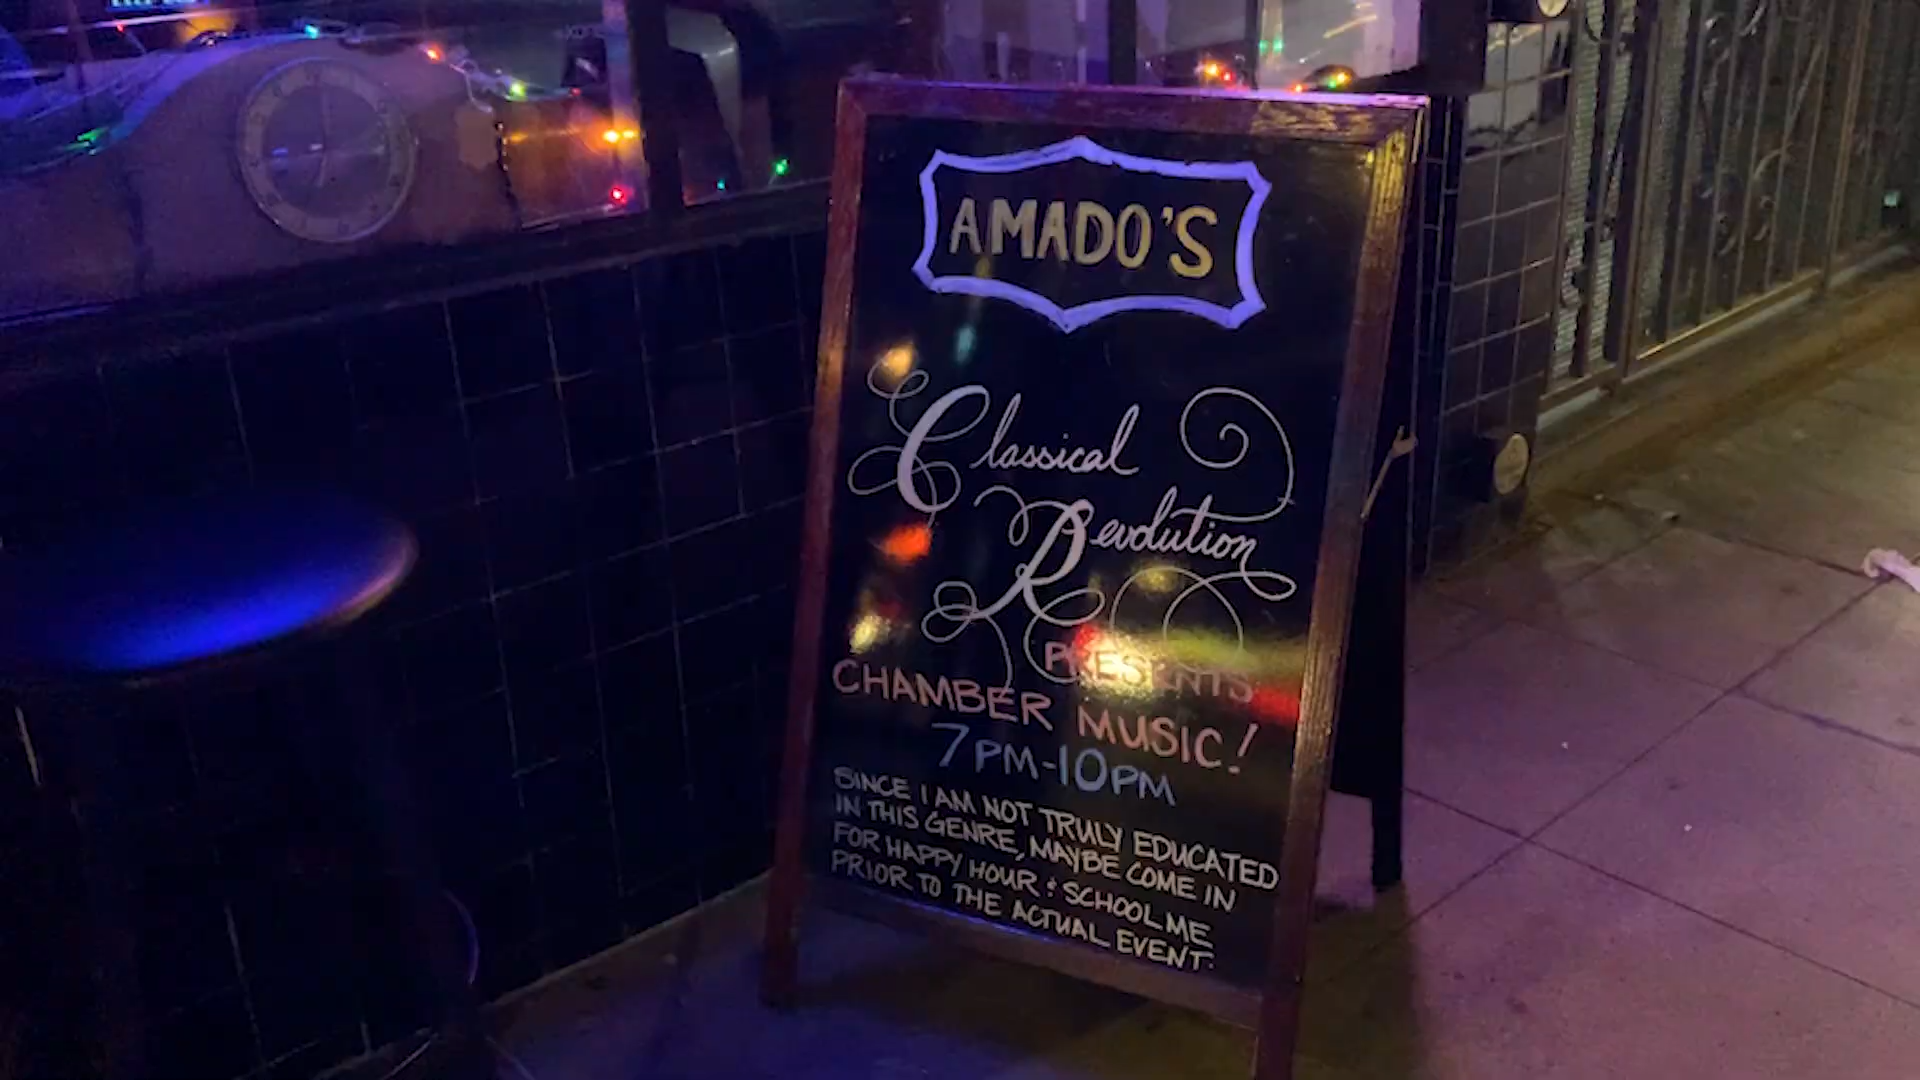 AMADO'S
Classical
Revolution
PRESENTS
CHAMBER MUSIC!
7PM-10PM
SINCE I AM NOT TRULY EDUCATED
IN THIS GENRE, MAYBE COME IN
FOR HAPPY HOUR & SCHOOL ME
PRIOR TO THE ACTUAL EVENT.